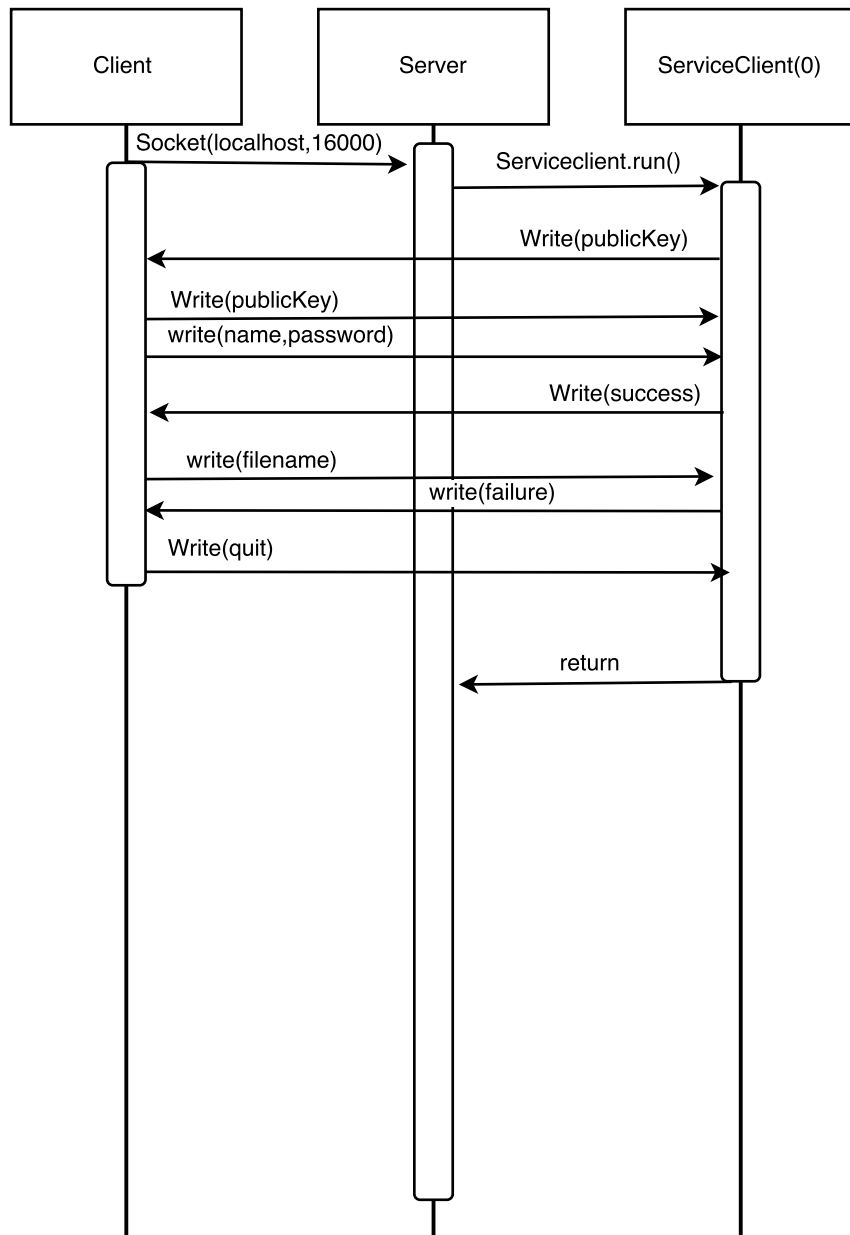 Client
Server
ServiceClient(0)
Socket(localhost,16000)
Serviceclient.run()
Write(publicKey)
Write(publicKey)
write(name,password)
Write(success)
write(filename)
write(failure)
Write(quit)
return